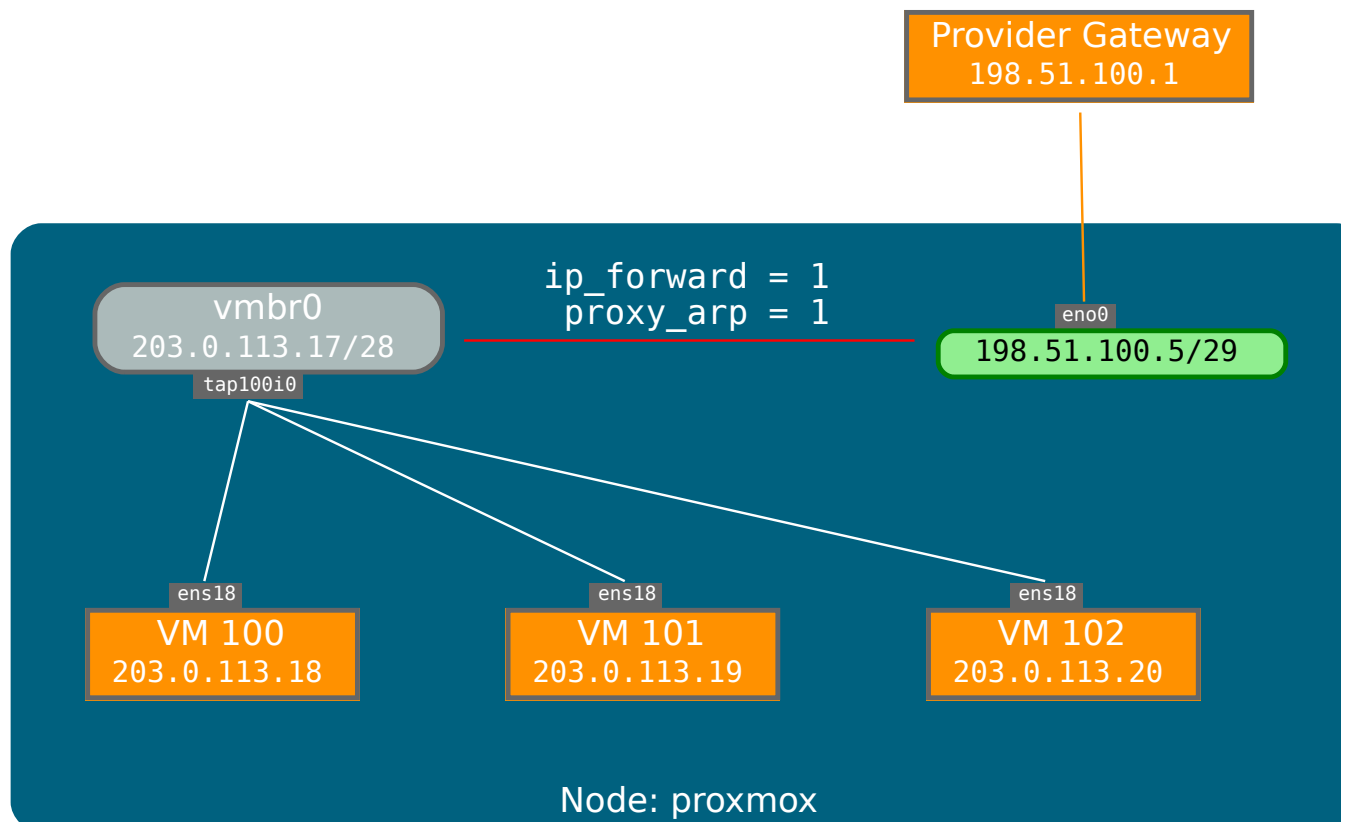 Provider Gateway
198.51.100.1
ip_forward = 1
proxy_arp = 1
vmbr0
203.0.113.17/28
tap100i0
eno0
198.51.100.5/29
ens18
VM 100
203.0.113.18
ens18
VM 101
203.0.113.19
ens18
VM 102
203.0.113.20
Node: proxmox